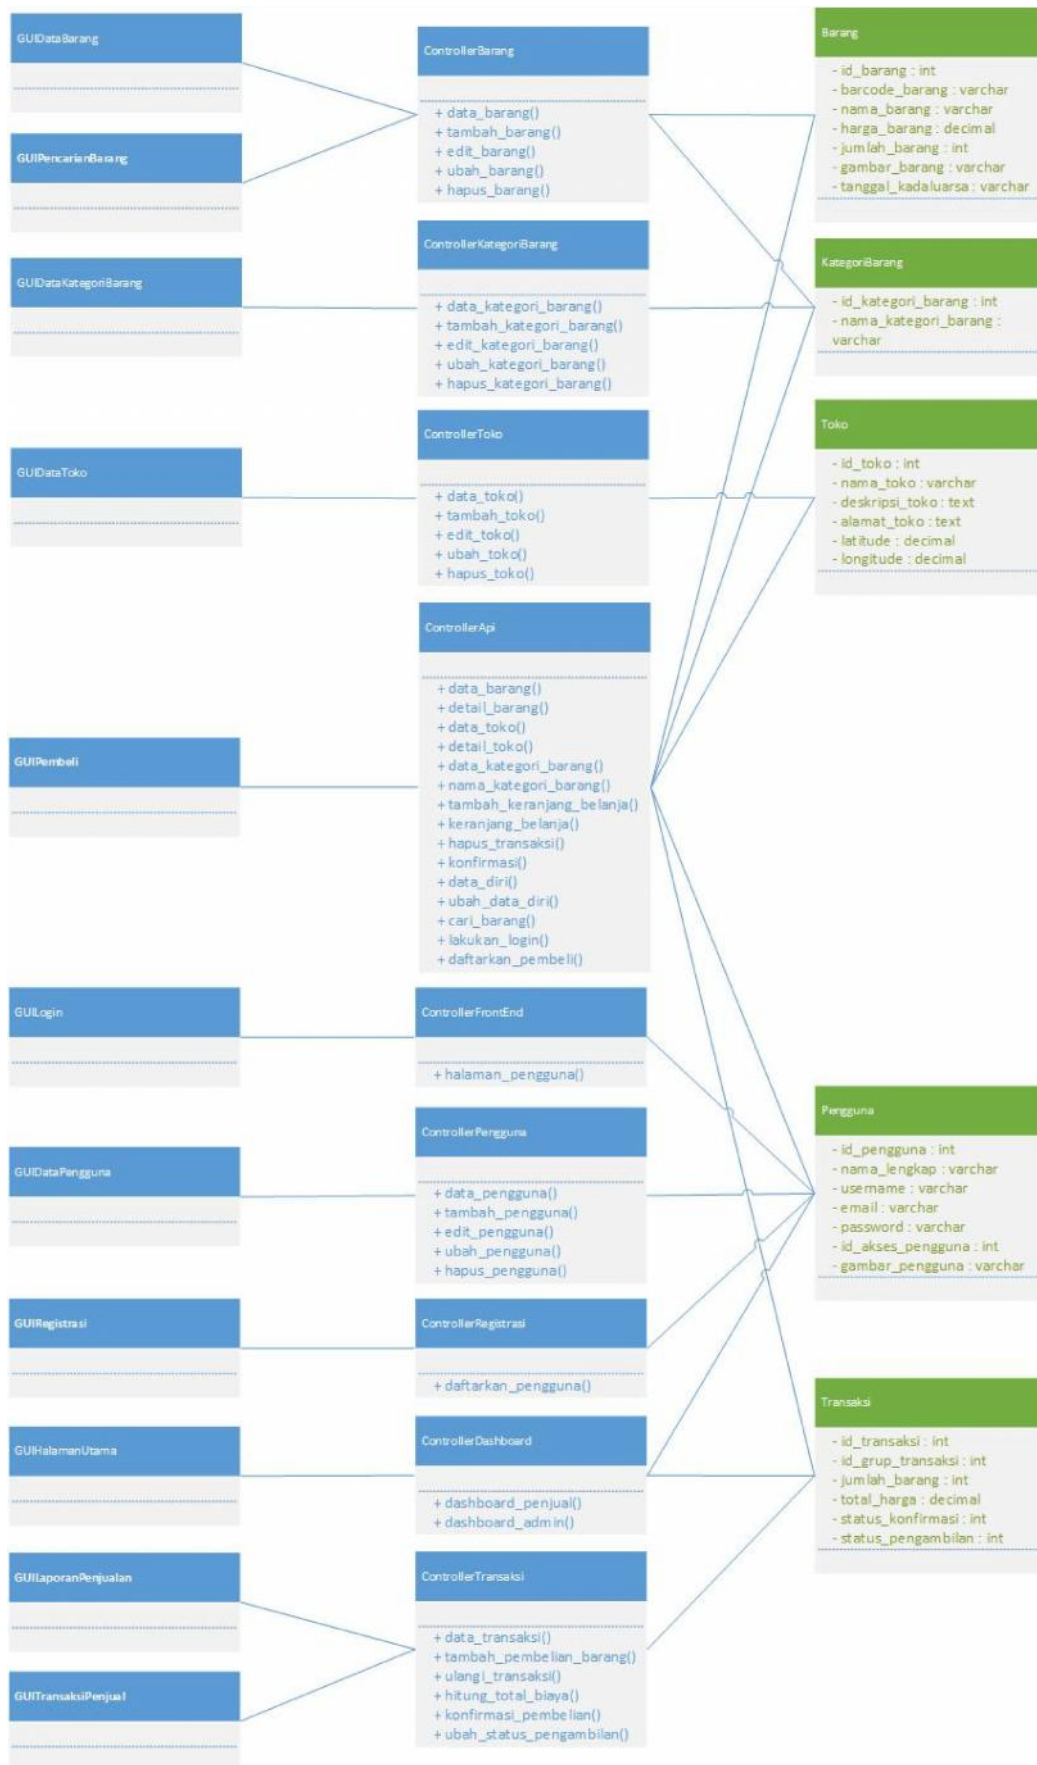 GUIDataBarang
GUIPencarianBarang
GUIDataKategoriBarang
GUIDataToko
GUIPembeli
GUILogin
GUIDataPengguna
GUIRegistrasi
GUIHalamanUtama
GUILaporanPenjualan
GUITransaksiPenjual
ControllerBarang
+ data_barang()
+ tambah_barang()
+ edit_barang()
+ ubah_barang()
+ hapus_barang()
ControllerKategoriBarang
+ data_kategori_barang()
+ tambah_kategori_barang()
+ edit_kategori_barang()
+ ubah_kategori_barang()
+ hapus_kategori_barang()
ControllerToko
+ data_toko()
+ tambah_toko()
+ edit_toko()
+ ubah_toko()
+ hapus_toko()
ControllerApi
+ data_barang()
+ detail_barang()
+ data_toko()
+ detail_toko()
+ data_kategori_barang()
+ nama_kategori_barang()
+ tambah_keranjang_belanja()
+ keranjang_belanja()
+ hapus_transaksi()
+ konfirmasi()
+ data_diri()
+ ubah_data_diri()
+ cari_barang()
+ lakukan_login()
+ daftarkan_pembeli()
ControllerFrontEnd
+ halaman_pengguna()
ControllerPengguna
+ data_pengguna()
+ tambah_pengguna()
+ edit_pengguna()
+ ubah_pengguna()
+ hapus_pengguna()
ControllerRegistrasi
+ daftarkan_pengguna()
ControllerDashboard
+ dashboard_penjual()
+ dashboard_admin()
ControllerTransaksi
+ data_transaksi()
+ tambah_pembelian_barang()
+ ulangi_transaksi()
+ hitung_total_biaya()
+ konfirmasi_pembelian()
+ ubah_status_pengambilan()
Barang
- id_barang : int
- barcode_barang : varchar
- nama_barang : varchar
- harga_barang : decimal
- jumlah_barang : int
- gambar_barang : varchar
- tanggal_kadaluarsa : varchar
KategoriBarang
- id_kategori_barang : int
- nama_kategori_barang :
varchar
Toko
- id_toko : int
- nama_toko : varchar
- deskripsi_toko : text
- alamat_toko : text
- latitude : decimal
- longitude : decimal
Pengguna
- id_pengguna : int
- nama_lengkap : varchar
- username : varchar
- email : varchar
- password : varchar
- id_akses_pengguna : int
- gambar_pengguna : varchar
Transaksi
- id_transaksi : int
- id_grup_transaksi : int
- jumlah_barang : int
- total_harga : decimal
- status_konfirmasi : int
- status_pengambilan : int